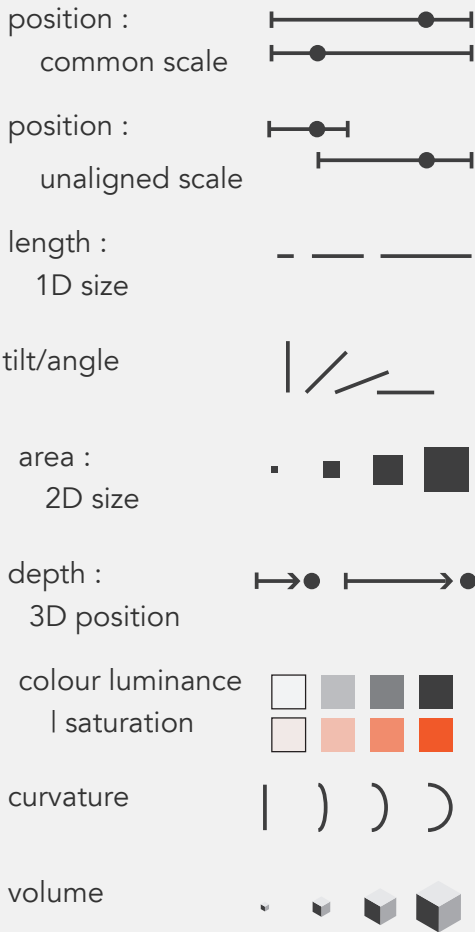 position :
common scale
position :
unaligned scale
length :
1D size
tilt/angle
area :
2D size
depth :
3D position
colour luminance
| saturation
curvature
volume